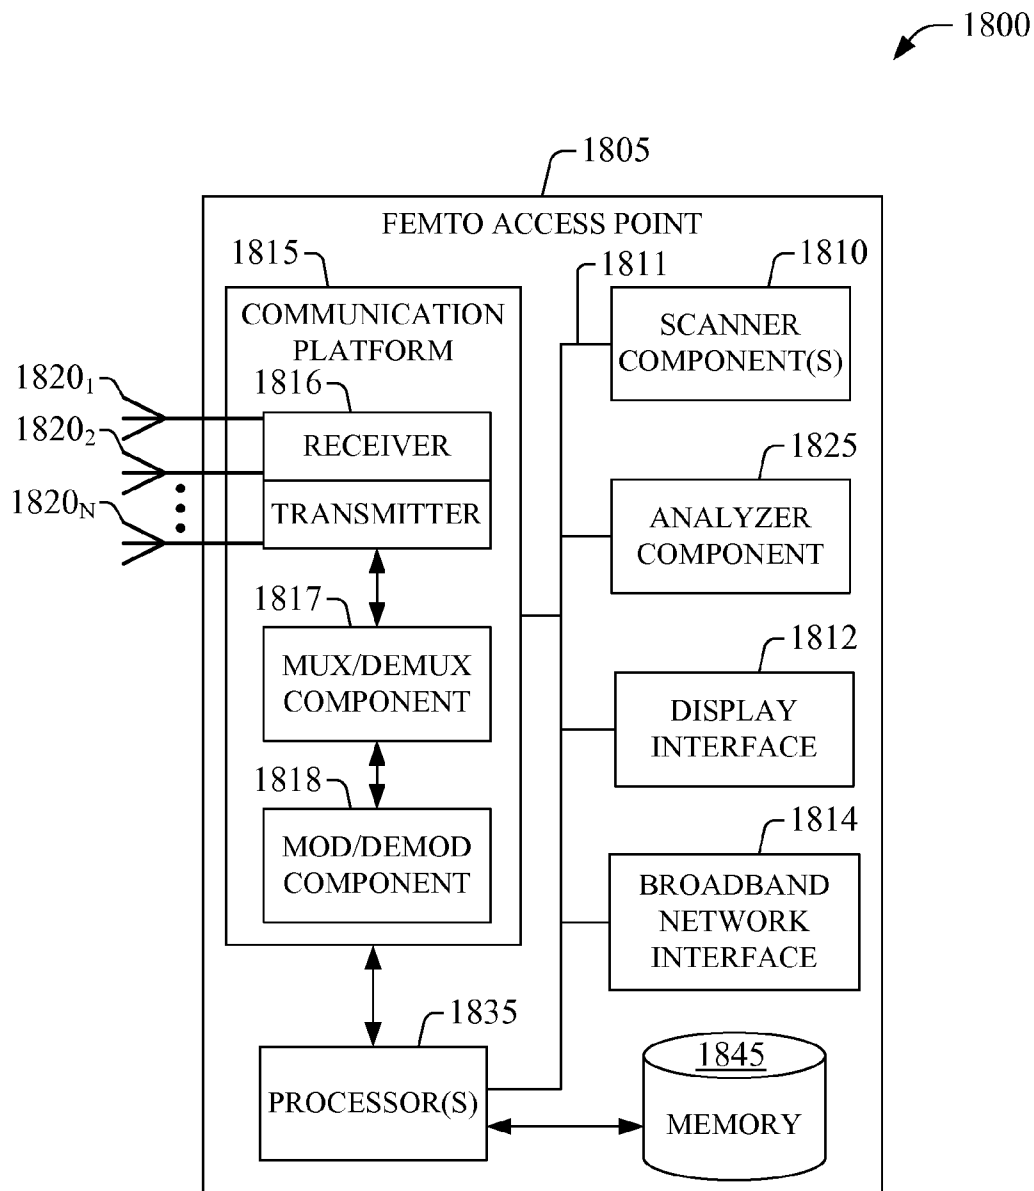 1800
1805
FEMTO ACCESS POINT
1815
1811
1810
COMMUNICATION
PLATFORM
SCANNER
COMPONENT(S)
1820₁
1816
1820₂
RECEIVER
1825
1820N
TRANSMITTER
ANALYZER
COMPONENT
1817
MUX/DEMUX
COMPONENT
1812
DISPLAY
INTERFACE
1818
MOD/DEMOD
COMPONENT
1814
BROADBAND
NETWORK
INTERFACE
1835
PROCESSOR(S)
1845
MEMORY